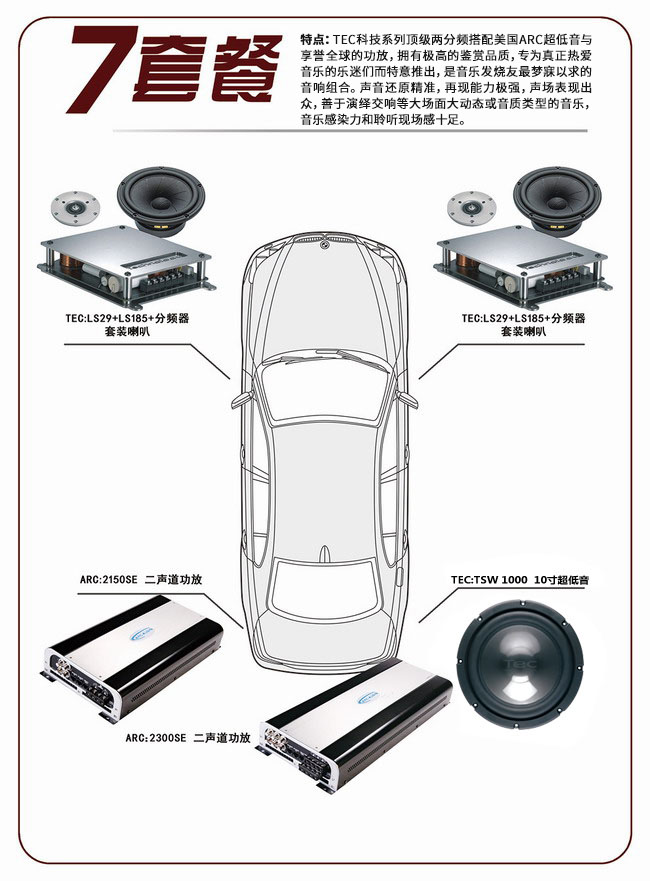 7套餐
特点：TEC科技系列顶级两分频搭配美国ARC超低音与
享誉全球的功放，拥有极高的鉴赏品质，专为真正热爱
音乐的乐迷们而特意推出，是音乐发烧友最梦寐以求的
音响组合。声音还原精准，再现能力极强，声场表现出
众，善于演绎交响等大场面大动态或音质类型的音乐，
音乐感染力和聆听现场感十足。
TEC:LS29+LS185+分频器
套装喇叭
TEC:LS29+LS185+分频器
套装喇叭
ARC:2150SE 二声道功放
TEC:TSW 1000 10寸超低音
TEC
ARC:2300SE 二声道功放